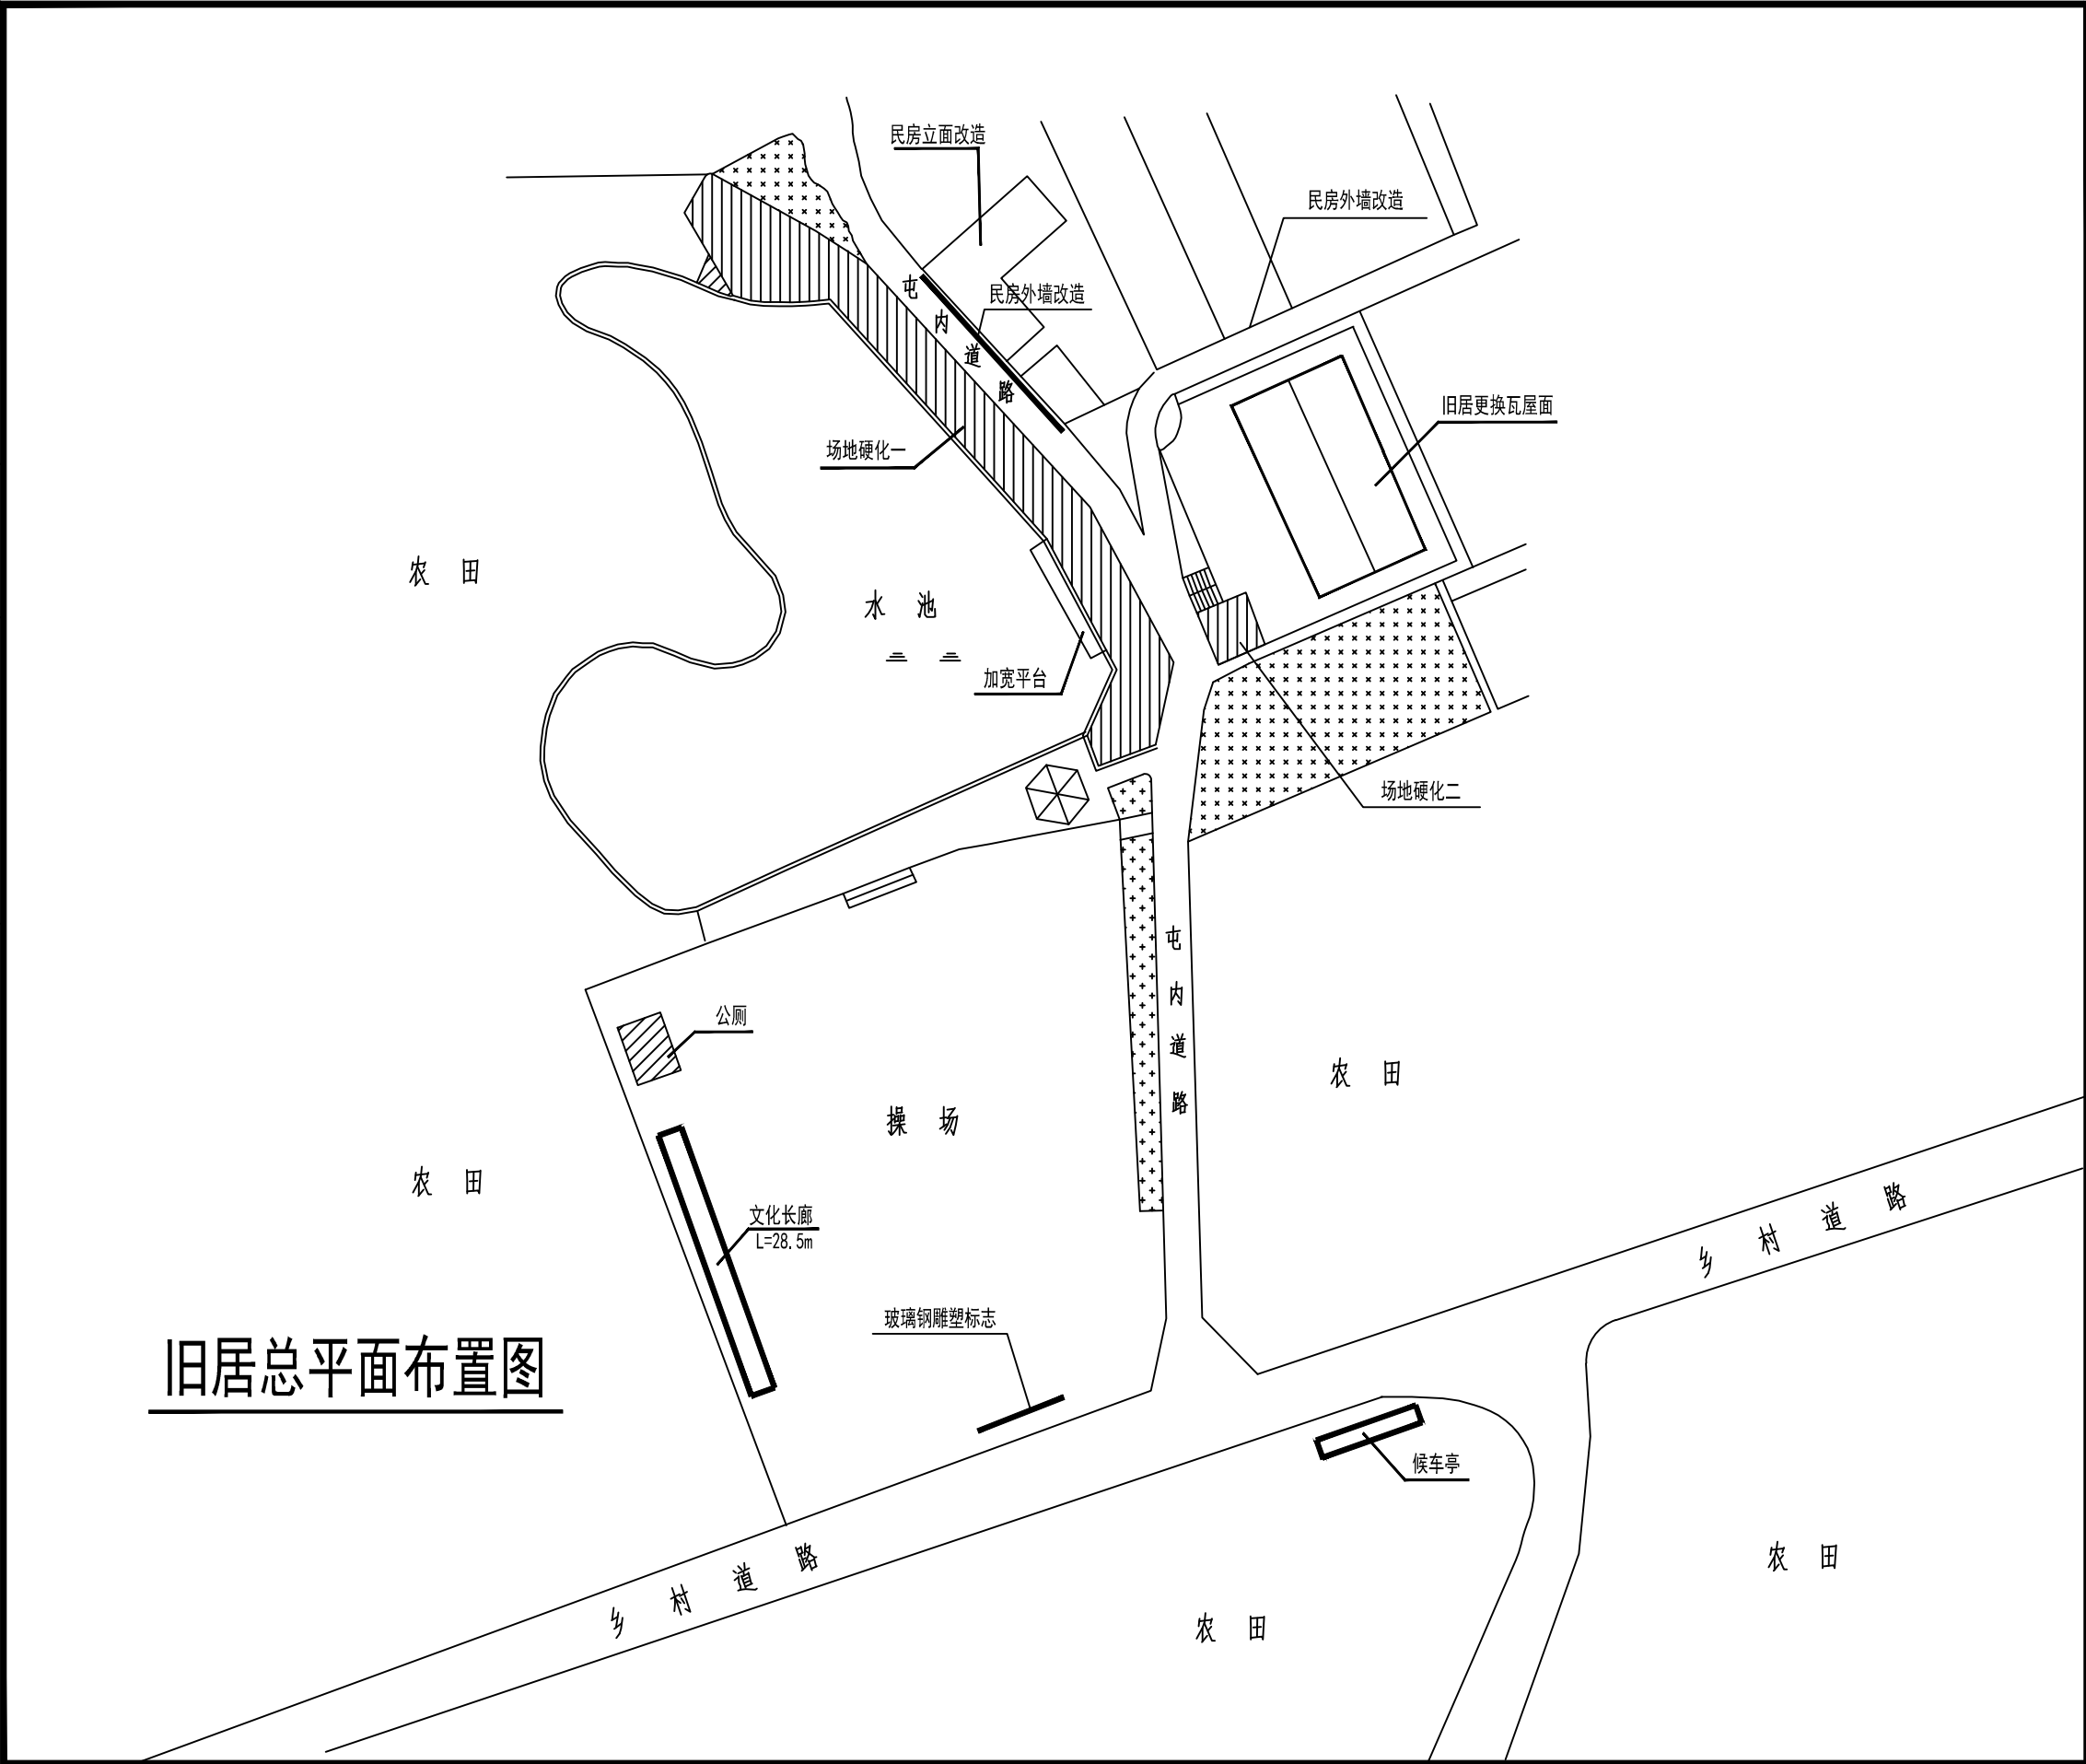 民房立面改造
民房外墙改造
屯内道路
民房外墙改造
旧居更换瓦屋面
场地硬化一
农田
水池
加宽平台
场地硬化二
屯内道路
公厕
农田
操场
农田
文化长廊
L=28.5m
乡村道路
玻璃钢雕塑标志
旧居总平面布置图
候车亭
乡村道路
农田
农田